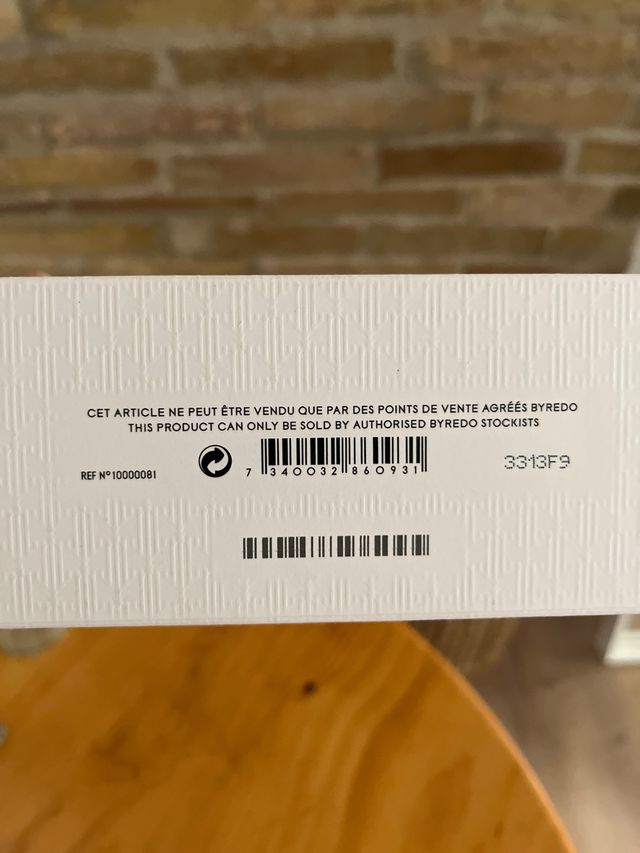 CET ARTICLE NE PEUT ÊTRE VENDU QUE PAR DES POINTS DE VENTE AGRÉÉS BYREDO
THIS PRODUCT CAN ONLY BE SOLD BY AUTHORISED BYREDO STOCKISTS
REF Nº10000081
7 340032 860931
3313F9